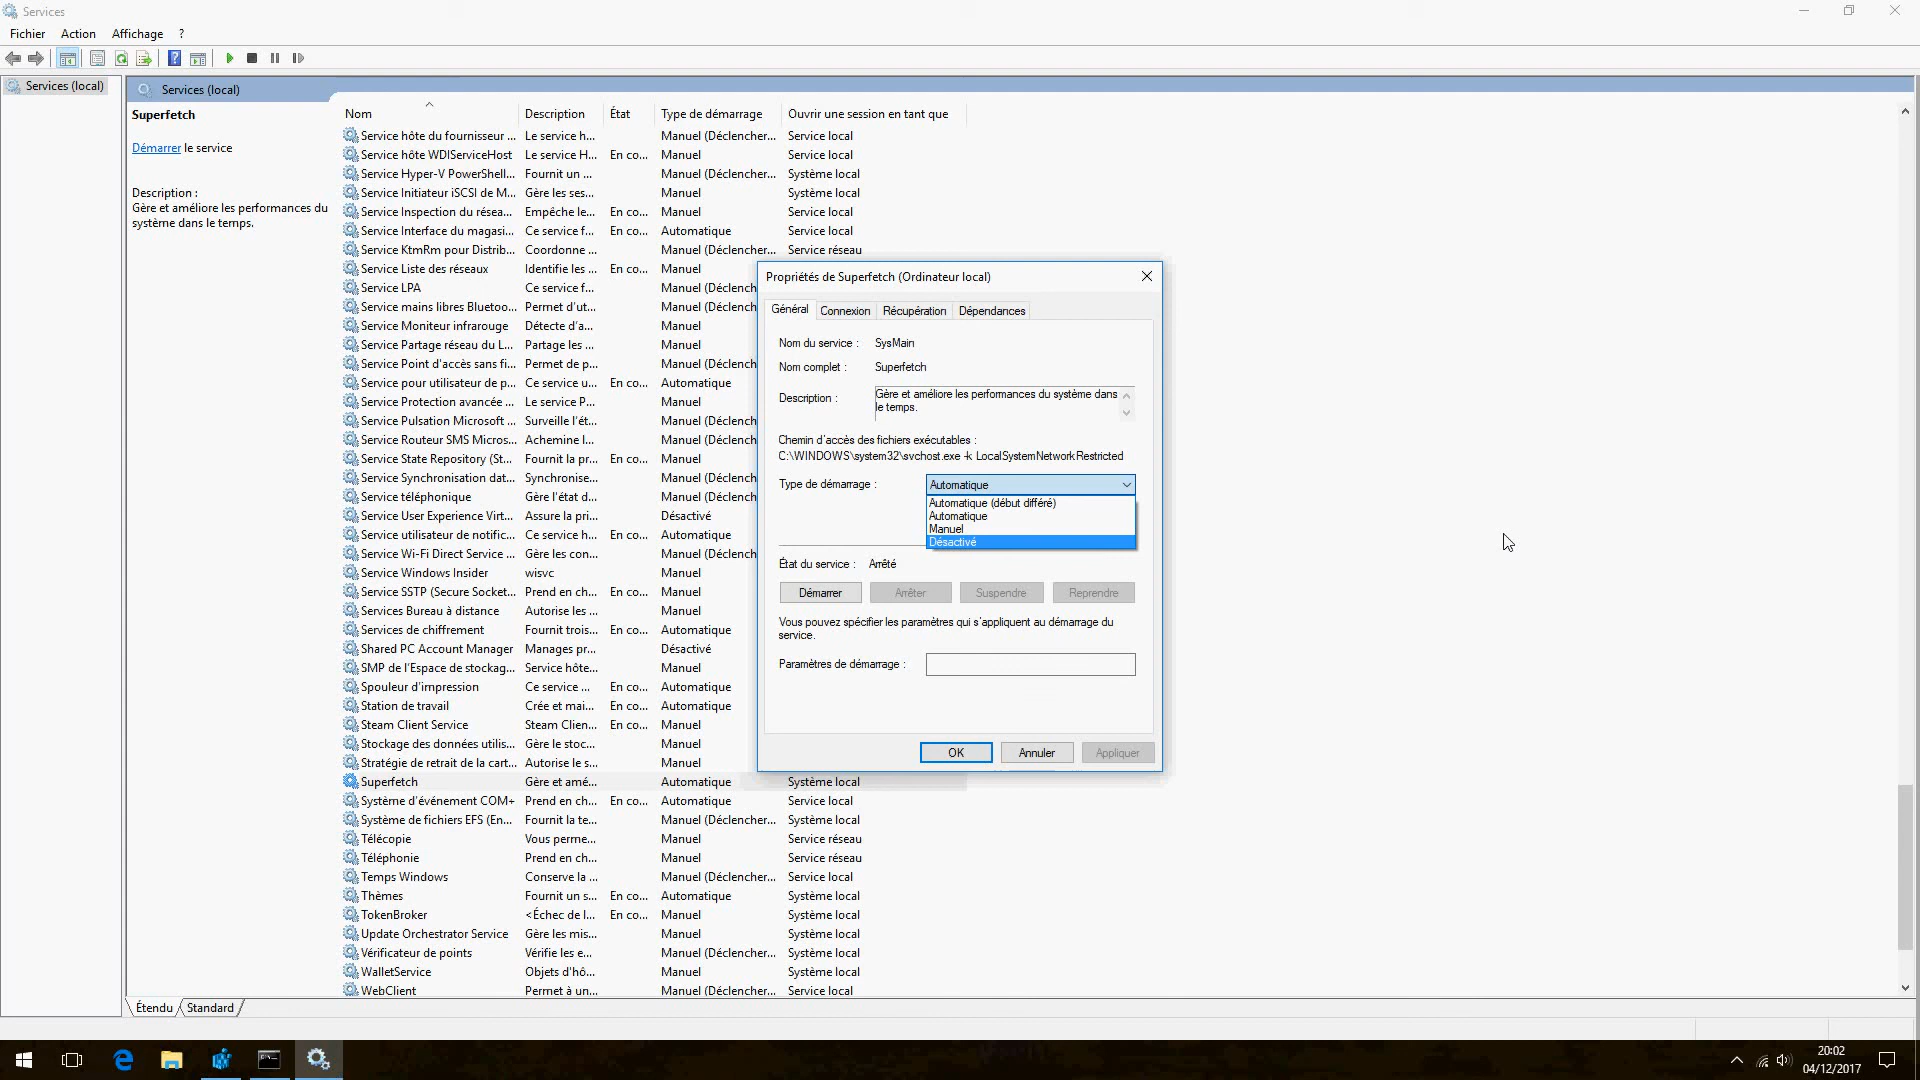 Services
Fichier Action Affichage ?
Services (local)
Services (local)
Superfetch
Démarrer le service
Description :
Gère et améliore les performances du
système dans le temps.
Nom Description État Type de démarrage Ouvrir une session en tant que
Service hôte du fournisseur ... Le service h... Manuel (Déclencher... Service local
Service hôte WDIServiceHost Le service H... En co... Manuel Service local
Service Hyper-V PowerShell... Fournit un ... Manuel (Déclencher... Système local
Service Initiateur iSCSI de M... Gère les ses... Manuel Système local
Service Inspection du résea... Empêche le... En co... Manuel Service local
Service Interface du magasi... Ce service f... En co... Automatique Service local
Service KtmRm pour Distrib... Coordonne ... Manuel (Déclencher... Service réseau
Service Liste des réseaux Identifie les ... En co... Manuel
Service LPA Ce service f... Manuel (Déclench
Service mains libres Bluetoo... Permet d'ut... Manuel (Déclench
Service Moniteur infrarouge Détecte d'a... Manuel
Service Partage réseau du L... Partage les ... Manuel
Service Point d'accès sans fi... Permet de p... Manuel (Déclench
Service pour utilisateur de p... Ce service u... En co... Automatique
Service Protection avancée ... Le service P... Manuel
Service Pulsation Microsoft ... Surveille l'ét... Manuel (Déclench
Service Routeur SMS Micros... Achemine l... Manuel (Déclench
Service State Repository (St... Fournit la pr... En co... Manuel
Service Synchronisation dat... Synchronise... Manuel (Déclench
Service téléphonique Gère l'état d... Manuel (Déclench
Service User Experience Virt... Assure la pri... Désactivé
Service utilisateur de notific... Ce service h... En co... Automatique
Service Wi-Fi Direct Service ... Gère les con... Manuel (Déclench
Service Windows Insider wisvc Manuel
Service SSTP (Secure Socket... Prend en ch... En co... Manuel
Services Bureau à distance Autorise les ... Manuel
Services de chiffrement Fournit trois... En co... Automatique
Shared PC Account Manager Manages pr... Désactivé
SMP de l'Espace de stockag... Service hôte... Manuel
Spouleur d'impression Ce service ... En co... Automatique
Station de travail Crée et mai... En co... Automatique
Steam Client Service Steam Clien... En co... Manuel
Stockage des données utilis... Gère le stoc... Manuel
Stratégie de retrait de la cart... Autorise le s... Manuel
Superfetch Gère et amé... Automatique Système local
Système d'événement COM+ Prend en ch... En co... Automatique Service local
Système de fichiers EFS (En... Fournit la te... Manuel (Déclencher... Système local
Télécopie Vous perme... Manuel Service réseau
Téléphonie Prend en ch... Manuel Service réseau
Temps Windows Conserve la ... Manuel (Déclencher... Service local
Thèmes Fournit un s... En co... Automatique Système local
TokenBroker <Échec de l... En co... Manuel Système local
Update Orchestrator Service Gère les mis... Manuel Système local
Vérificateur de points Vérifie les e... Manuel (Déclencher... Système local
WalletService Objets d'hô... Manuel Système local
WebClient Permet à un... Manuel (Déclencher... Service local
Étendu Standard
Propriétés de Superfetch (Ordinateur local)
Général Connexion Récupération Dépendances
Nom du service : SysMain
Nom complet : Superfetch
Description : Gère et améliore les performances du système dans
le temps.
Chemin d'accès des fichiers exécutables :
C:\WINDOWS\system32\svchost.exe -k LocalSystemNetworkRestricted
Type de démarrage : Automatique
Automatique (début différé)
Automatique
Manuel
Désactivé
État du service : Arrêté
Démarrer Arrêter Suspendre Reprendre
Vous pouvez spécifier les paramètres qui s'appliquent au démarrage du
service.
Paramètres de démarrage :
OK Annuler Appliquer
20:02
04/12/2017